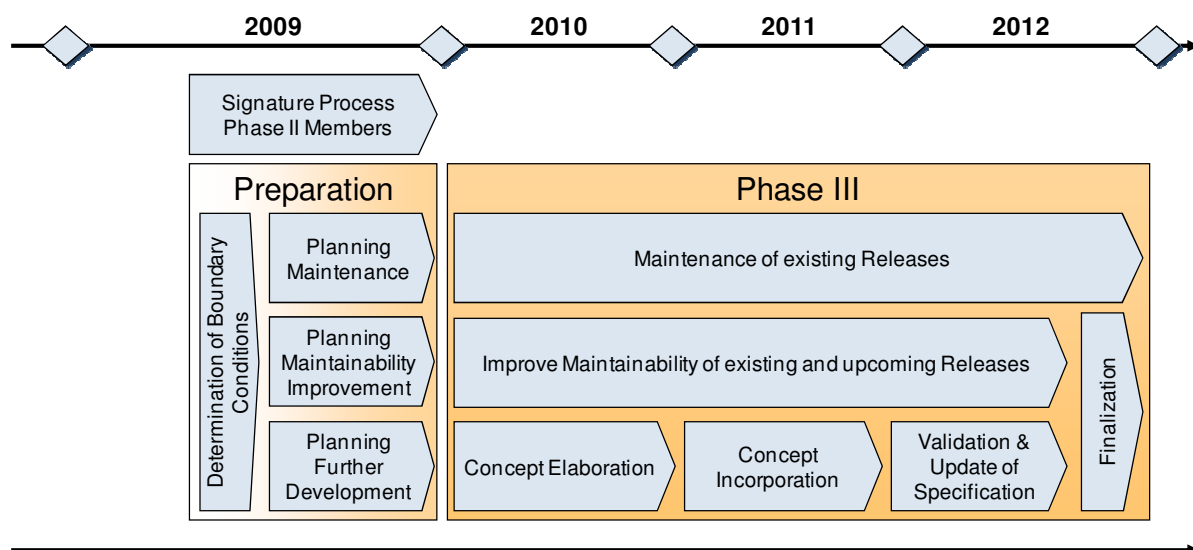 2009
2010
2011
2012
Signature Process
Phase II Members
Preparation
Phase III
Determination of Boundary
Conditions
Planning
Maintenance
Maintenance of existing Releases
Planning
Maintainability
Improvement
Improve Maintainability of existing and upcoming Releases
Planning
Further
Development
Concept Elaboration
Concept
Incorporation
Validation &
Update of
Specification
Finalization